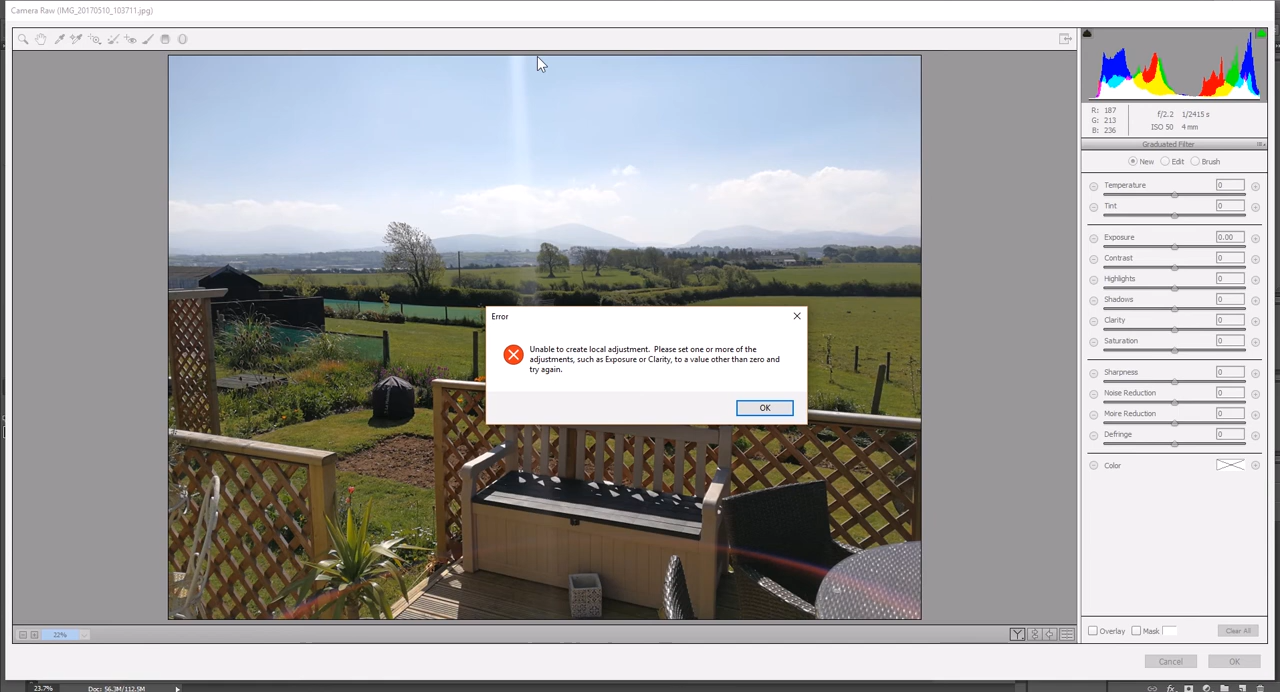 Camera Raw (IMG_20170510_103711.jpg)
R: 187
G: 213
B: 236
f/2.2 1/2415 s
ISO 50 4 mm
Graduated Filter
New Edit Brush
Temperature 0
Tint 0
Exposure 0.00
Contrast 0
Highlights 0
Shadows 0
Clarity 0
Saturation 0
Sharpness 0
Noise Reduction 0
Moire Reduction 0
Defringe 0
Color
Error
Unable to create local adjustment. Please set one or more of the
adjustments, such as Exposure or Clarity, to a value other than zero and
try again.
OK
22%
Y
Overlay Mask Clear All
Cancel OK
23.7% Doc: 56.3M/112.5M
fx